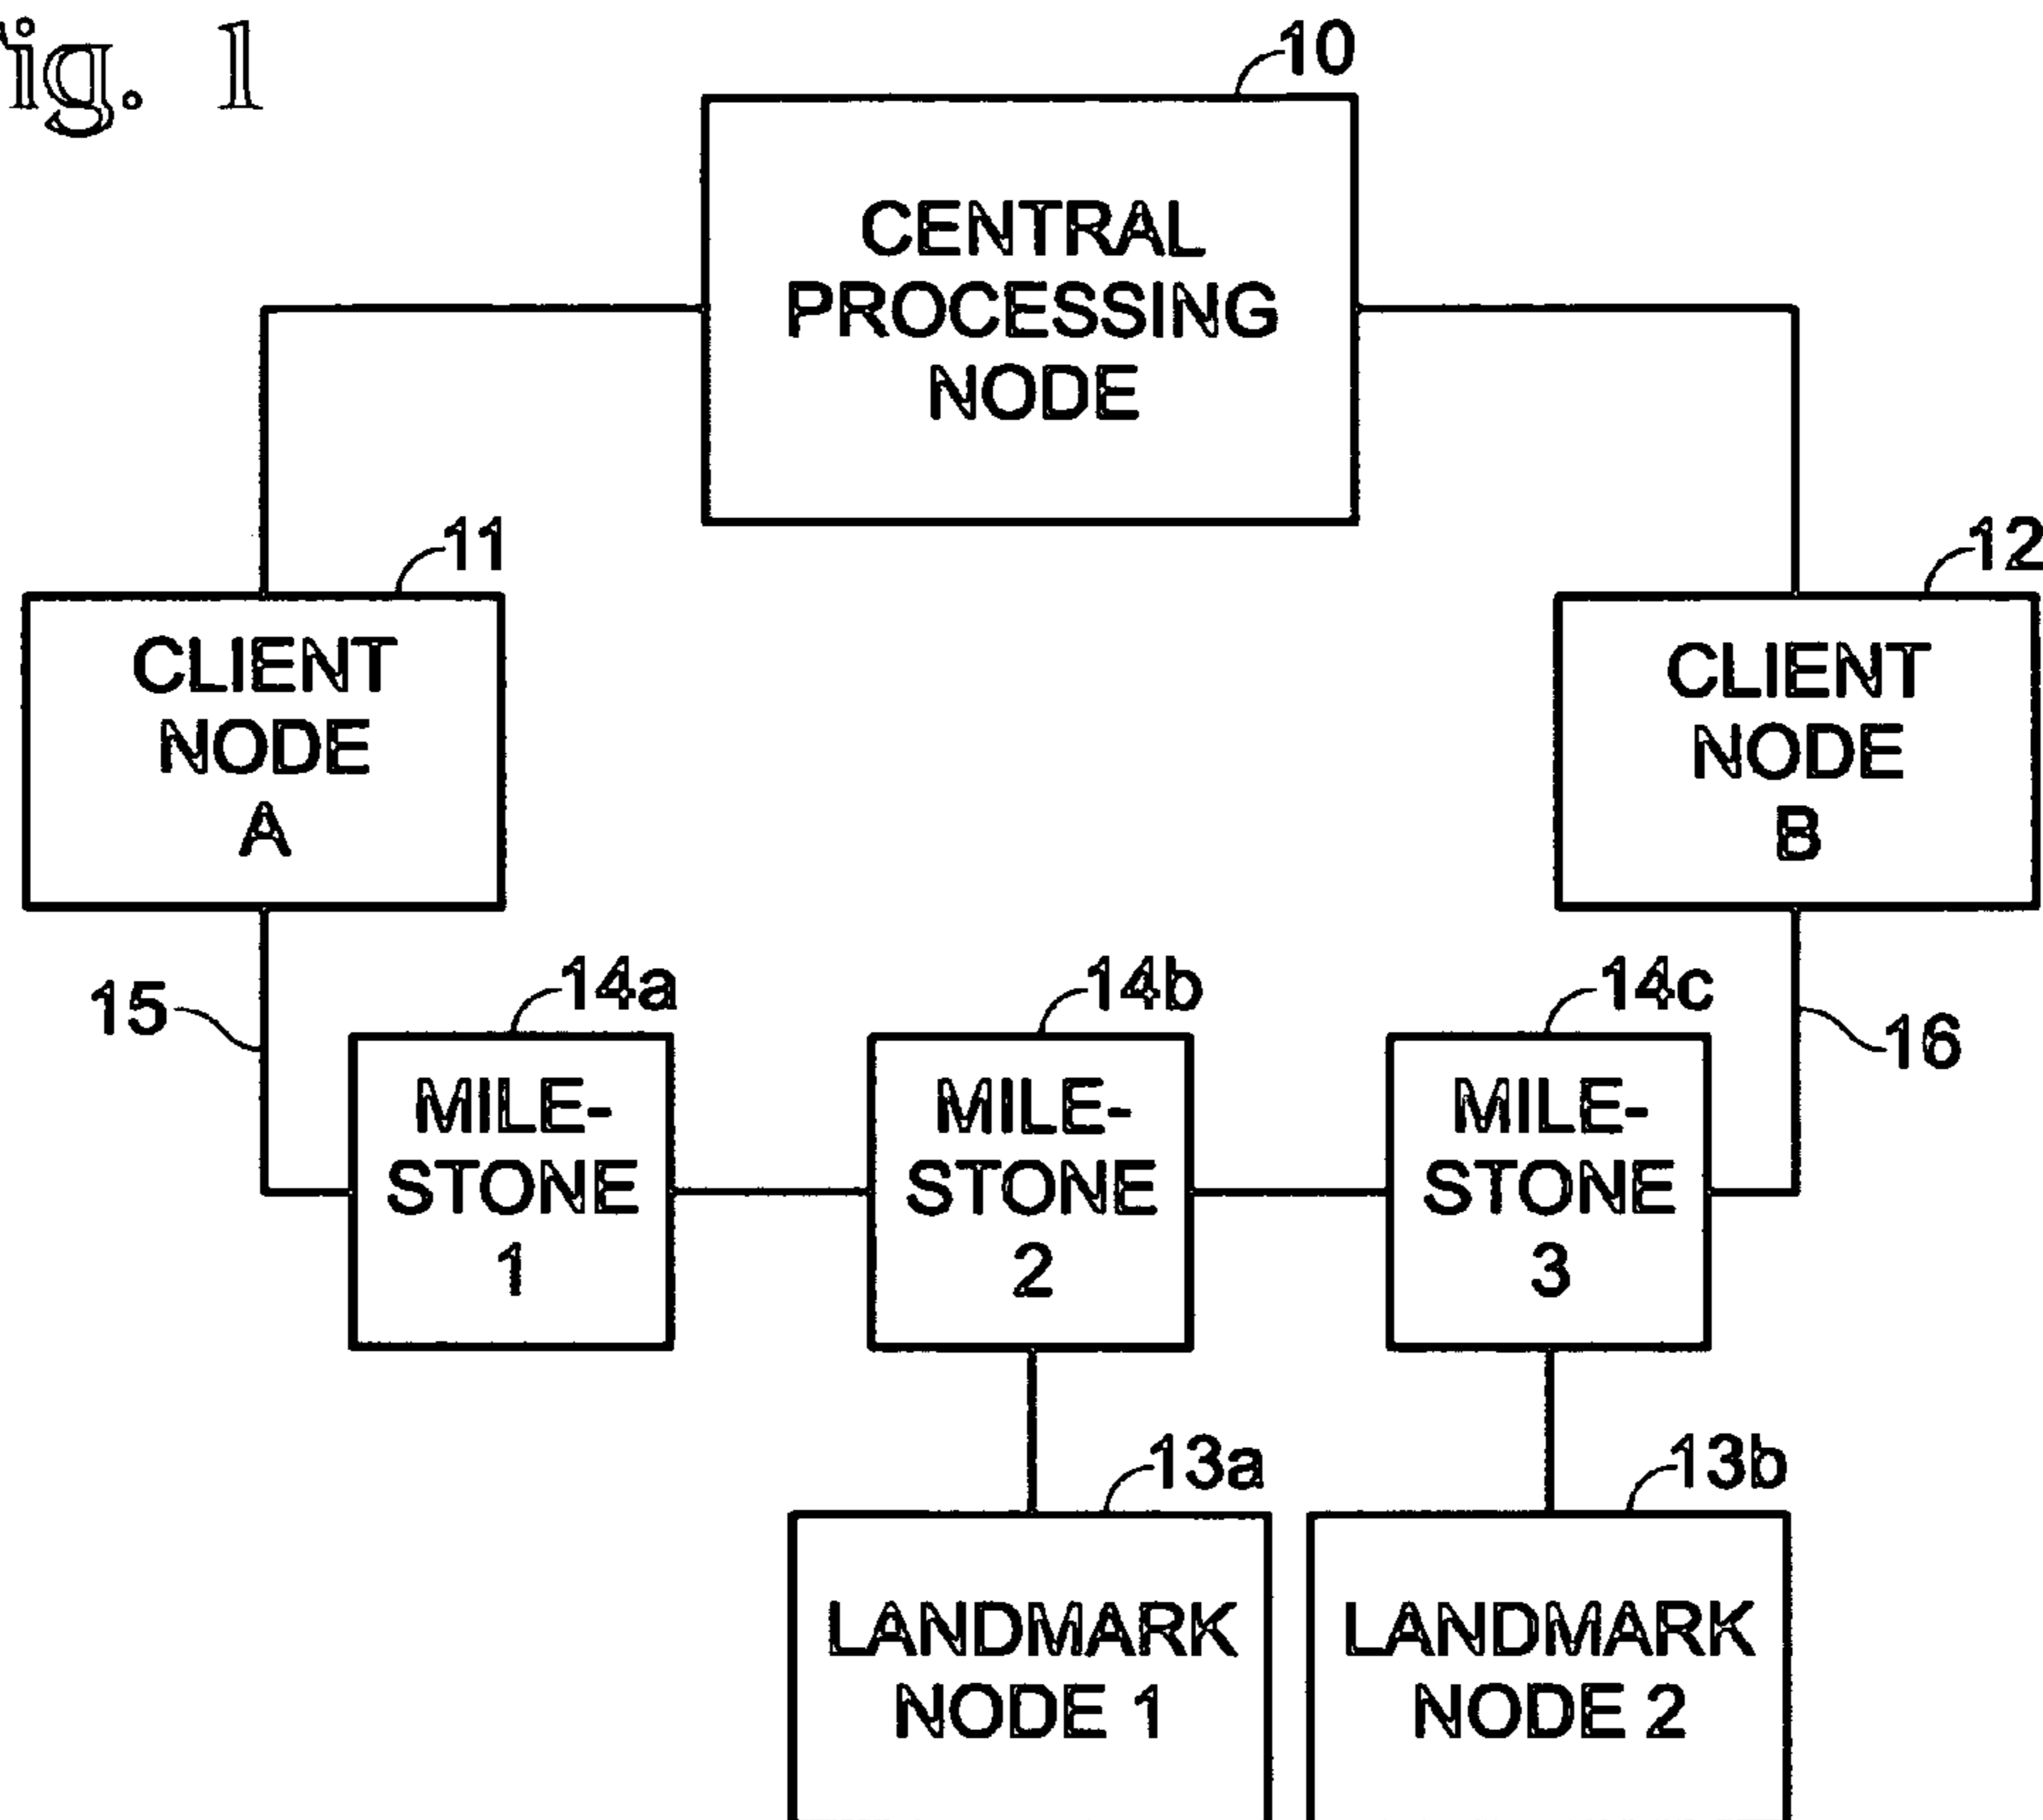 ig. 1
10
CENTRAL
PROCESSING
NODE
11
12
CLIENT
NODE
A
CLIENT
NODE
B
15
14a
14b
14c
16
MILE-
STONE
1
MILE-
STONE
2
MILE-
STONE
3
13a
13b
LANDMARK
NODE 1
LANDMARK
NODE 2